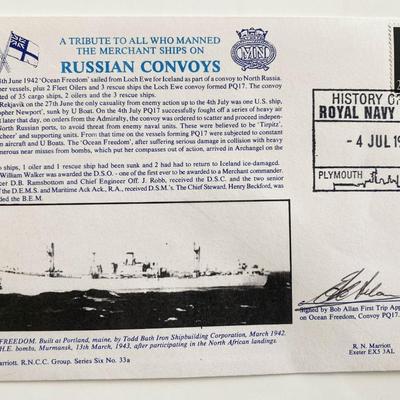 A TRIBUTE TO ALL WHO MANNED
THE MERCHANT SHIPS ON
RUSSIAN CONVOYS
MN
4th June 1942 'Ocean Freedom' sailed from Loch Ewe for Iceland as part of a convoy to North Russia.
vessels, plus 2 Fleet Oilers and 3 rescue ships the Loch Ewe convoy formed PQ17. The convoy
of 35 cargo ships, 2 oilers and the 3 rescue ships.
Rekjavik on the 27th June the only casualty from enemy action up to the 4th July was one U.S. ship,
opher Newport', sunk by U Boat. On the 4th July PQ17 successfully fought off a series of heavy air
later that day, on orders from the Admiralty, the convoy was ordered to scatter and proceed independ-
North Russian ports, to avoid threat from enemy naval units. These were believed to be 'Tirpitz',
cheer' and supporting units. From that time the vessels forming PQ17 were subjected to constant
aircraft and U Boats. The 'Ocean Freedom', after suffering serious damage in collision with heavy
umerous near misses from bombs, which put her compasses out of action, arrived in Archangel on the
ships, 1 oiler and 1 rescue ship had been sunk and 2 had had to return to Iceland ice-damaged.
William Walker was awarded the D.S.O. - one of the first ever to be awarded to a Merchant commander.
cer D.B. Ramsbottom and Chief Engineer Off. J. Robb, received the D.S.C. and the two senior
of the D.E.M.S. and Maritime Ack Ack., R.A., received D.S.M's. The Chief Steward, Henry Beckford, was
ded the B.E.M.
HISTORY OF
ROYAL NAVY
- 4 JUL 19
PLYMOUTH
Signed by Bob Allan First Trip App
on Ocean Freedom, Convoy PQ17.
FREEDOM. Built at Portland, maine, by Todd Bath Iron Shipbuilding Corporation, March 1942.
H.E. bombs, Murmansk, 13th March, 1943, after participating in the North African landings.
arriott. R.N.C.C. Group. Series Six No. 33a
R. N. Marriott
Exeter EX5 3AL